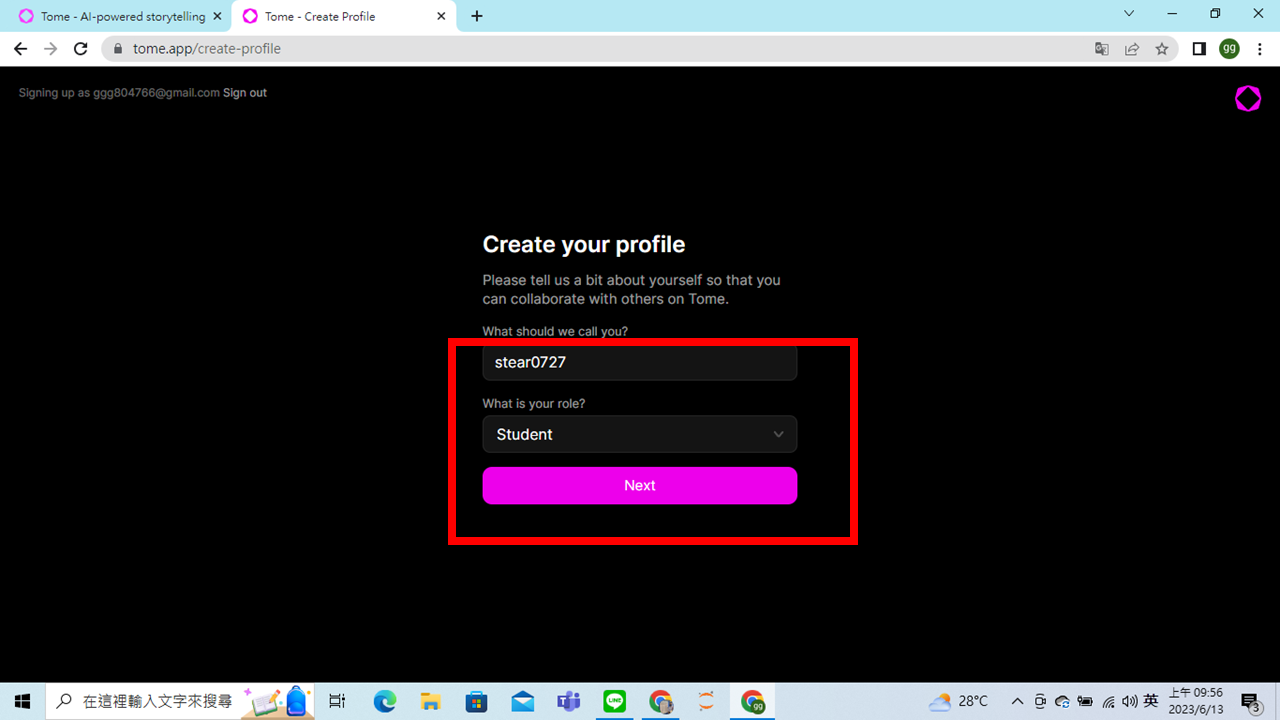 Tome - AI-powered storytelling
Tome - Create Profile
tome.app/create-profile
gg
Signing up as ggg804766@gmail.com Sign out
Create your profile
Please tell us a bit about yourself so that you
can collaborate with others on Tome.
What should we call you?
stear0727
What is your role?
Student
Next
在這裡輸入文字來搜尋
LINE
gg
28°C
英
上午 09:56
2023/6/13
3